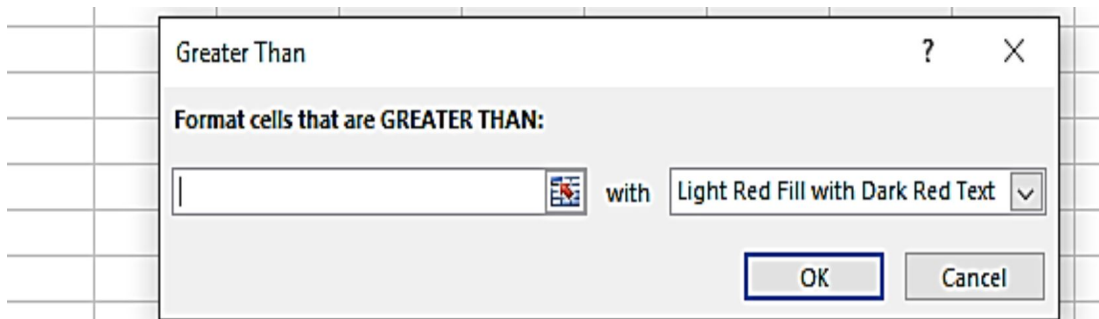 Greater Than ?
Format cells that are GREATER THAN:
with Light Red Fill with Dark Red Text
OK Cancel